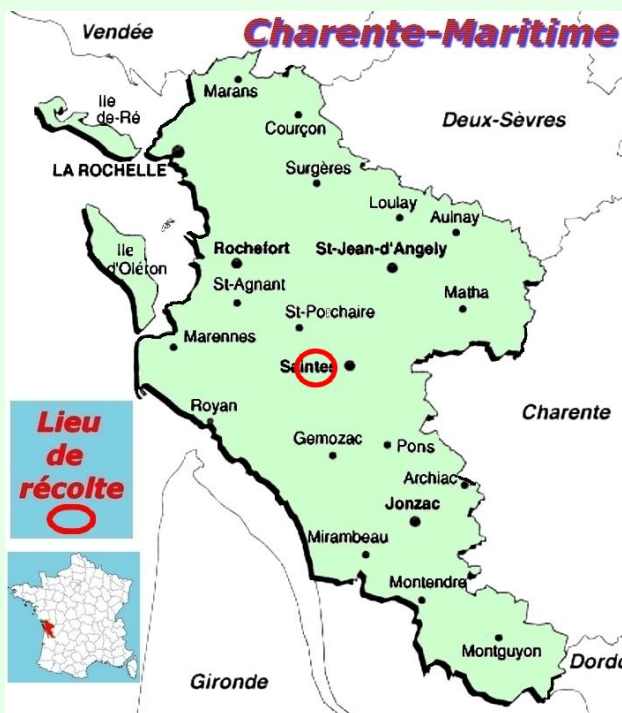 Vendée
Charente-Maritime
Marans
Ile
de-Ré
Courçon
Deux-Sèvres
LA ROCHELLE
Surgères
Loulay
Aulnay
Ile
d'Oléron
Rochefort
St-Jean-d'Angely
St-Agnant
Matha
St-Porchaire
Marennes
Saintes
Royan
Charente
Lieu
de
récolte
Gemozac
Pons
Archiac
Jonzac
Mirambeau
Montendre
Montguyon
Dordo
Gironde